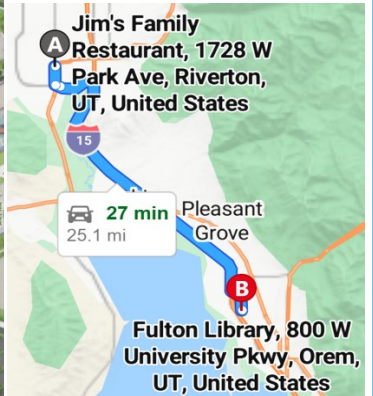 A
Jim's Family
Restaurant, 1728 W
Park Ave, Riverton,
UT, United States
15
27 min
25.1 mi
Pleasant
Grove
B
Fulton Library, 800 W
University Pkwy, Orem,
UT, United States